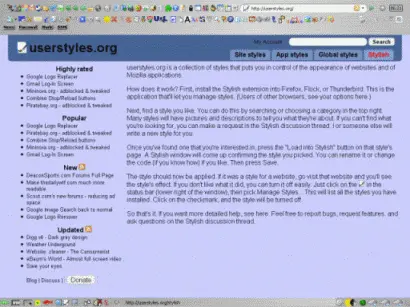 http://userstyles.org/
userstyles.org
My Account
Search
Site styles App styles Global styles Stylish
Highly rated
Google Logo Replacer
Gmail Log-In Screen
Mininova.org - adblocked & tweaked
Combine Stop/Reload buttons
Piratebay.org - adblocked & tweaked
Popular
Google Logo Replacer
Piratebay.org - adblocked & tweaked
Combine Stop/Reload buttons
Mininova.org - adblocked & tweaked
Gmail Log-In Screen
New
DeaconSports.com Forums Full Page
Make thedailywtf.com much more
readable
Scout.com's new forums - reducing ad
space
Google Image Search back to normal
Google Logo Remover
Updated
Digg v4 - Dark grey design
Weather Underground
Website: zleaner - The Consumerist
eBaum's World - Almost full screen video
Save your eyes
Blog | Discuss | Donate
userstyles.org is a collection of styles that puts you in control of the appearance of websites and of
Mozilla applications.
How does it work? First, install the Stylish extension into Firefox, Flock, or Thunderbird. This is
the application that'll let you manage styles. (Users of other browsers, see your options here.)
Next, find a style you like. You can do this by searching or choosing a category in the top right.
Many styles will have pictures and descriptions to tell you what they're about. If you can't find what
you're looking for, you can make a request in the Stylish discussion thread. I or someone else will
write a new style for you.
Once you've found one that you're interested in, press the "Load into Stylish" button on that style's
page. A Stylish window will come up confirming the style you picked. You can rename it or change
the code (if you know how) if you like. Then press Save.
The style should now be applied. If it was a style for a website, go visit that website and you'll see
the style's effect. If you don't like what it did, you can turn it off easily. Just click on the in the
status bar (lower right of the window), then pick Manage Styles... This will list all the styles you have
installed. Click on the checkmark, and the style will be turned off.
So that's it. If you want more detailed help, see here. Feel free to report bugs, request features, and
ask questions on the Stylish discussion thread.
http://userstyles.org/stylish